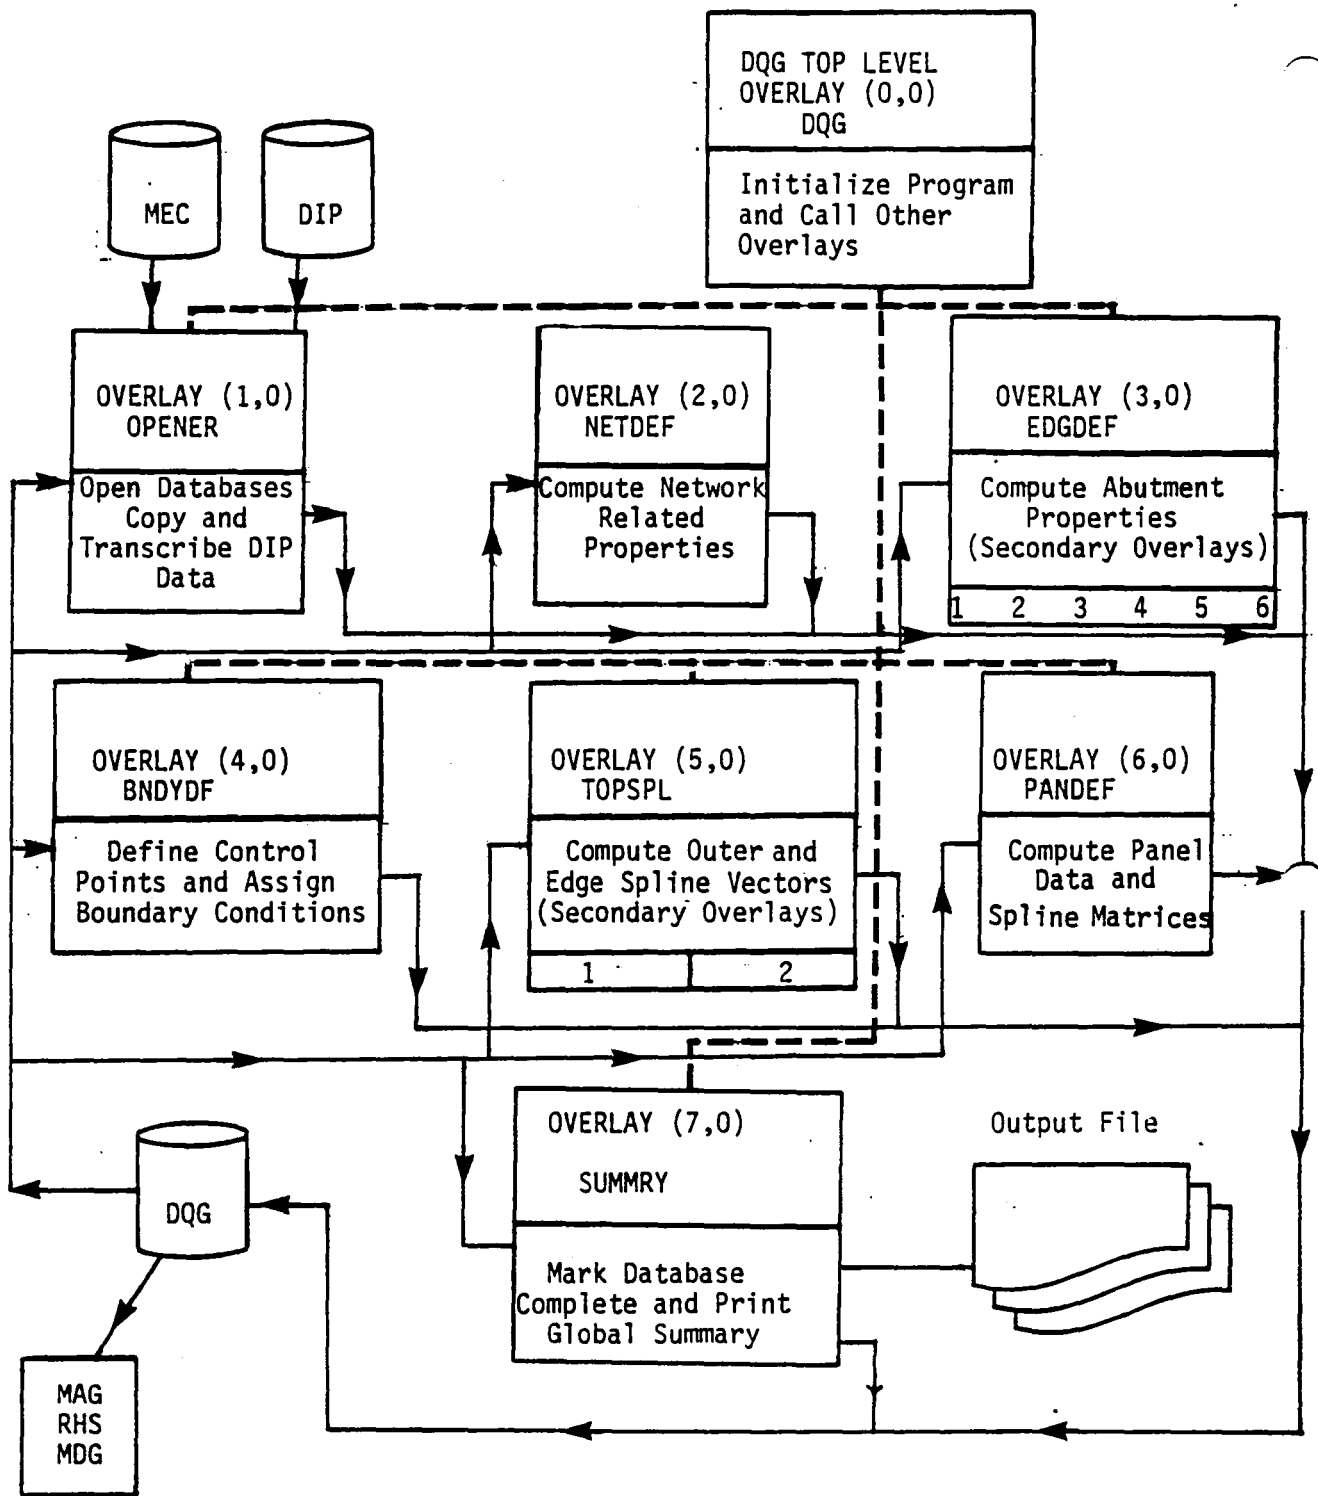 DQG TOP LEVEL
OVERLAY (0,0)
DQG
Initialize Program
and Call Other
Overlays
MEC
DIP
OVERLAY (1,0)
OPENER
Open Databases
Copy and
Transcribe DIP
Data
OVERLAY (2,0)
NETDEF
Compute Network
Related
Properties
OVERLAY (3,0)
EDGDEF
Compute Abutment
Properties
(Secondary Overlays)
1 2 3 4 5 6
OVERLAY (4,0)
BNDYDF
Define Control
Points and Assign
Boundary Conditions
OVERLAY (5,0)
TOPSPL
Compute Outer and
Edge Spline Vectors
(Secondary Overlays)
1 2
OVERLAY (6,0)
PANDEF
Compute Panel
Data and
Spline Matrices
OVERLAY (7,0)
SUMMRY
Mark Database
Complete and Print
Global Summary
Output File
DQG
MAG
RHS
MDG